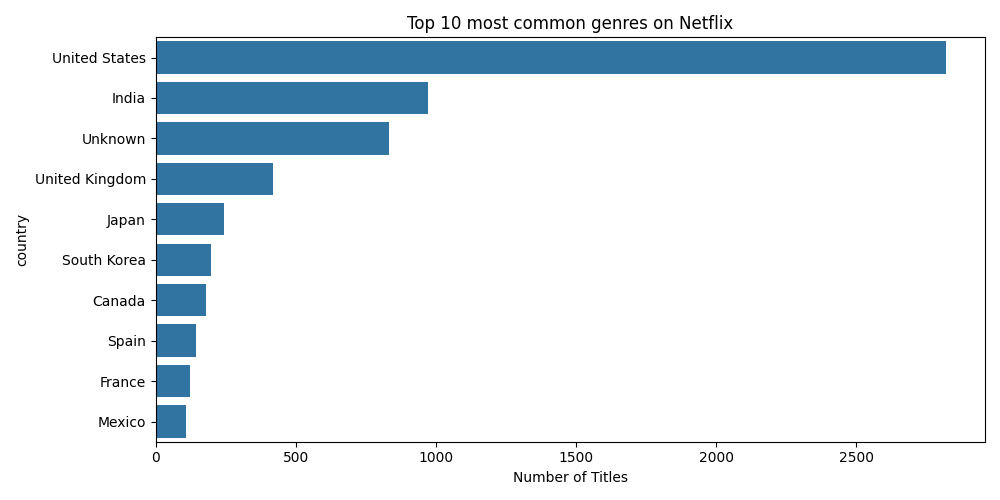 Top 10 most common genres on Netflix
United States
India
Unknown
United Kingdom
Japan
South Korea
Canada
Spain
France
Mexico
country
0 500 1000 1500 2000 2500
Number of Titles